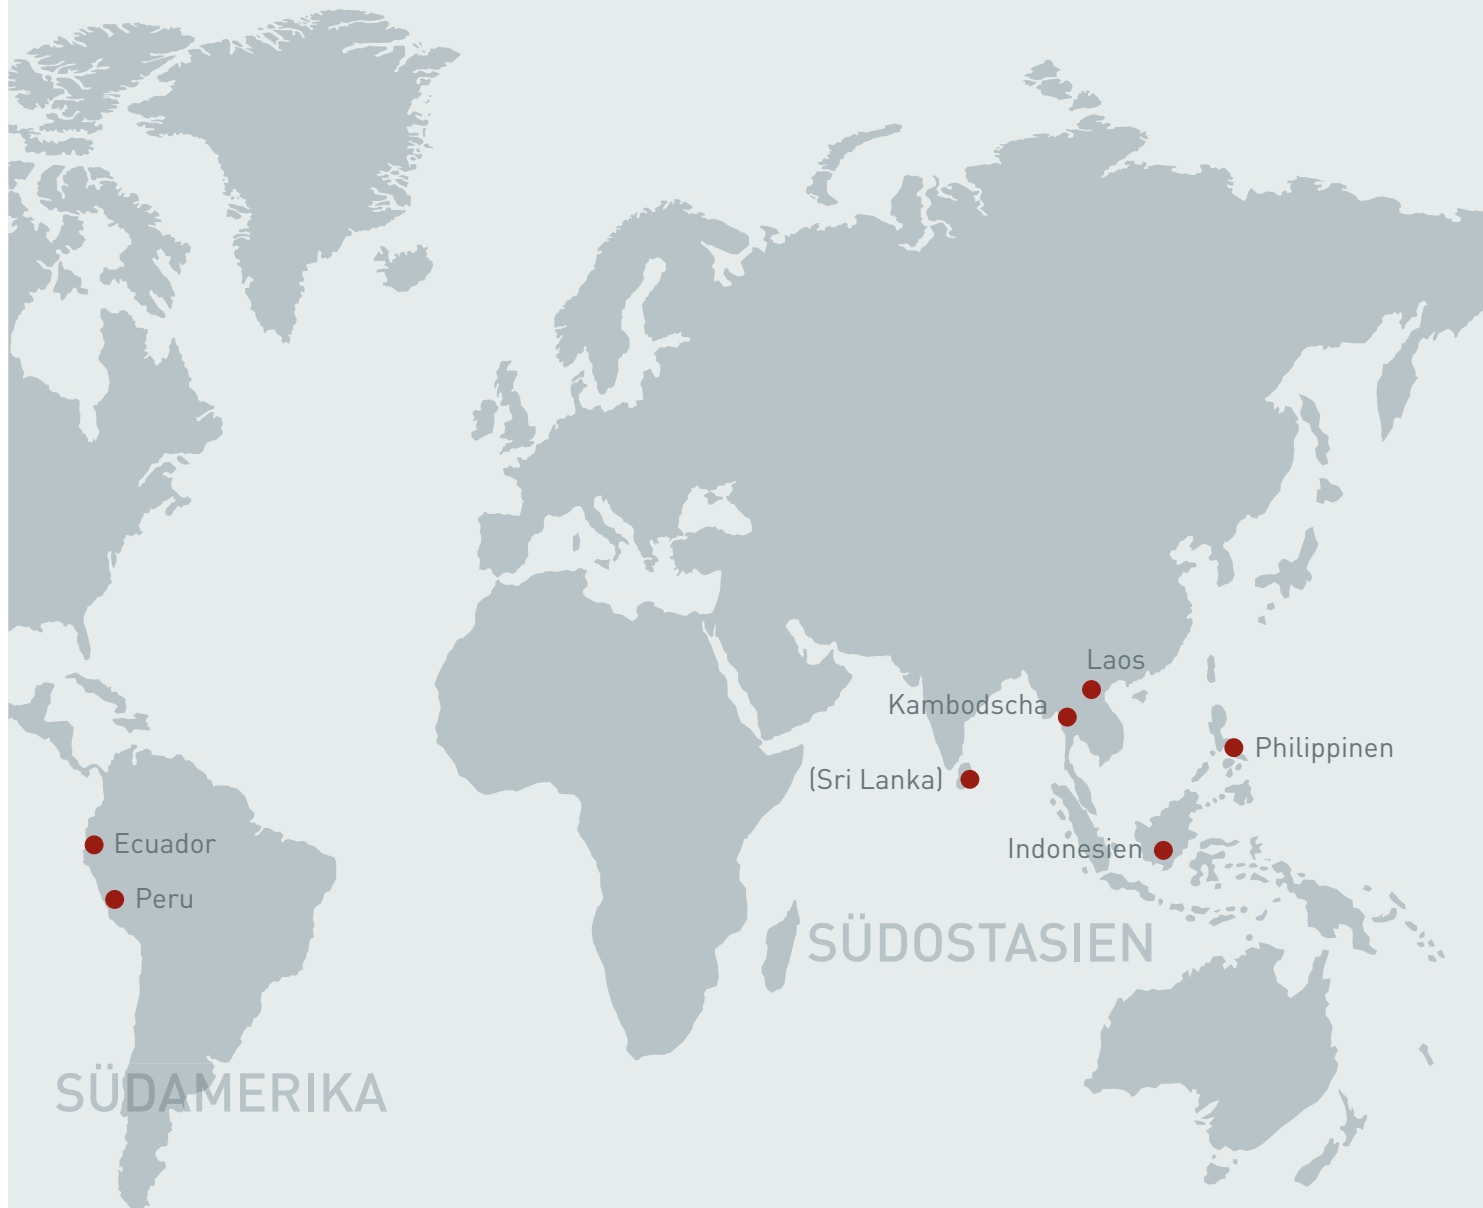 Laos
Kambodscha
Philippinen
(Sri Lanka)
Ecuador
Indonesien
Peru
SÜDOSTASIEN
SÜDAMERIKA